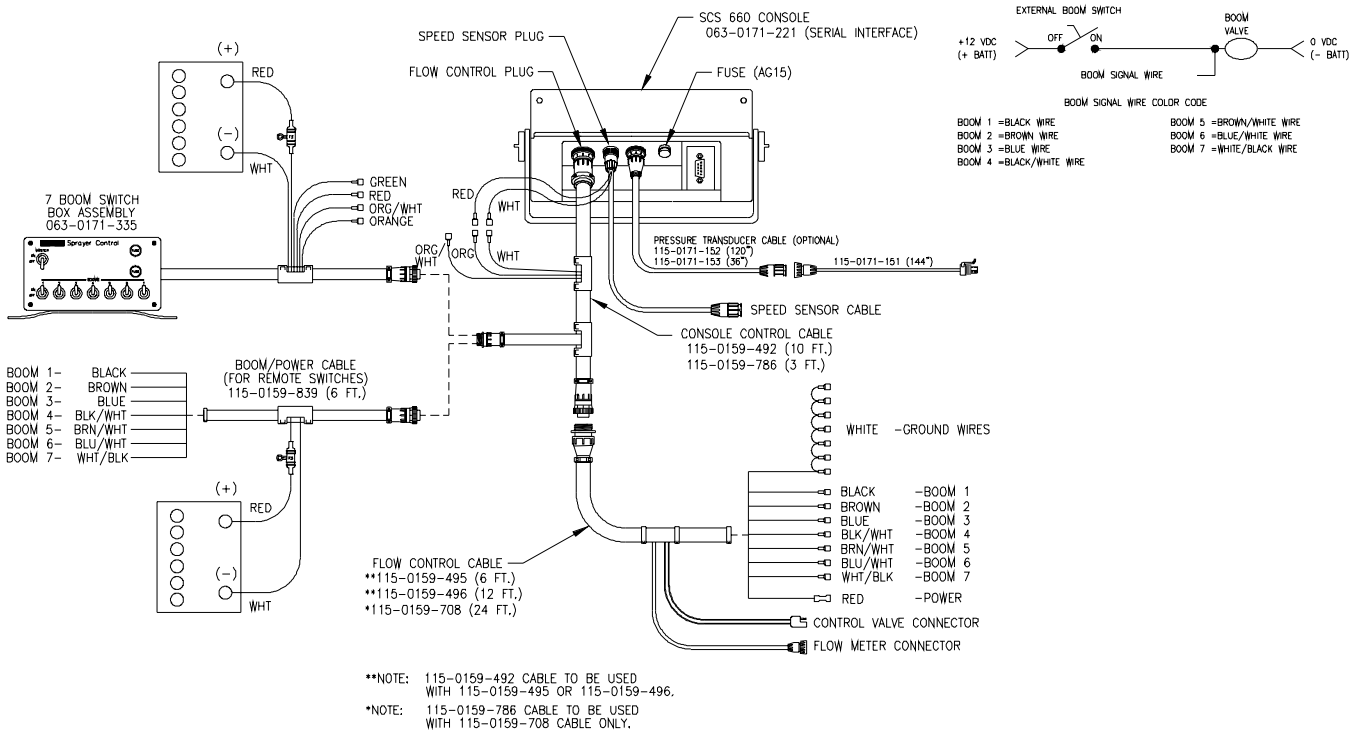 SCS 660 CONSOLE
063-0171-221 (SERIAL INTERFACE)
SPEED SENSOR PLUG
FLOW CONTROL PLUG
FUSE (AG15)
EXTERNAL BOOM SWITCH
BOOM
VALVE
+12 VDC
(+ BATT)
OFF
ON
0 VDC
(- BATT)
BOOM SIGNAL WIRE
BOOM SIGNAL WIRE COLOR CODE
BOOM 1 =BLACK WIRE
BOOM 2 =BROWN WIRE
BOOM 3 =BLUE WIRE
BOOM 4 =BLACK/WHITE WIRE
BOOM 5 =BROWN/WHITE WIRE
BOOM 6 =BLUE/WHITE WIRE
BOOM 7 =WHITE/BLACK WIRE
(+)
RED
(-)
WHT
GREEN
RED
ORG/WHT
ORANGE
7 BOOM SWITCH
BOX ASSEMBLY
063-0171-335
Sprayer Control
RED
WHT
ORG/
WHT
ORG
WHT
PRESSURE TRANSDUCER CABLE (OPTIONAL)
115-0171-152 (120")
115-0171-153 (36")
115-0171-151 (144")
SPEED SENSOR CABLE
CONSOLE CONTROL CABLE
115-0159-492 (10 FT.)
115-0159-786 (3 FT.)
BOOM/POWER CABLE
(FOR REMOTE SWITCHES)
115-0159-839 (6 FT.)
BOOM 1- BLACK
BOOM 2- BROWN
BOOM 3- BLUE
BOOM 4- BLK/WHT
BOOM 5- BRN/WHT
BOOM 6- BLU/WHT
BOOM 7- WHT/BLK
(+)
RED
(-)
WHT
WHITE -GROUND WIRES
BLACK -BOOM 1
BROWN -BOOM 2
BLUE -BOOM 3
BLK/WHT -BOOM 4
BRN/WHT -BOOM 5
BLU/WHT -BOOM 6
WHT/BLK -BOOM 7
RED -POWER
CONTROL VALVE CONNECTOR
FLOW METER CONNECTOR
FLOW CONTROL CABLE
**115-0159-495 (6 FT.)
**115-0159-496 (12 FT.)
*115-0159-708 (24 FT.)
**NOTE: 115-0159-492 CABLE TO BE USED
WITH 115-0159-495 OR 115-0159-496.
*NOTE: 115-0159-786 CABLE TO BE USED
WITH 115-0159-708 CABLE ONLY.